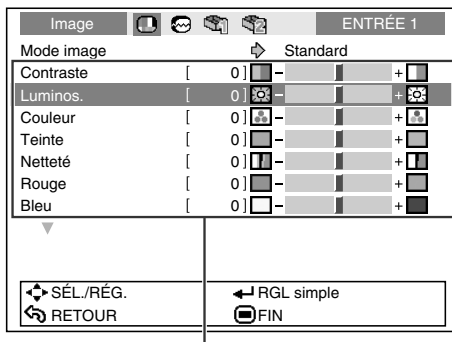 Image ENTRÉE 1
Mode image Standard
Contraste [ 0 ] - +
Luminos. [ 0 ] - +
Couleur [ 0 ] - +
Teinte [ 0 ] - +
Netteté [ 0 ] - +
Rouge [ 0 ] - +
Bleu [ 0 ] - +
SÉL./RÉG. RGL simple
RETOUR FIN